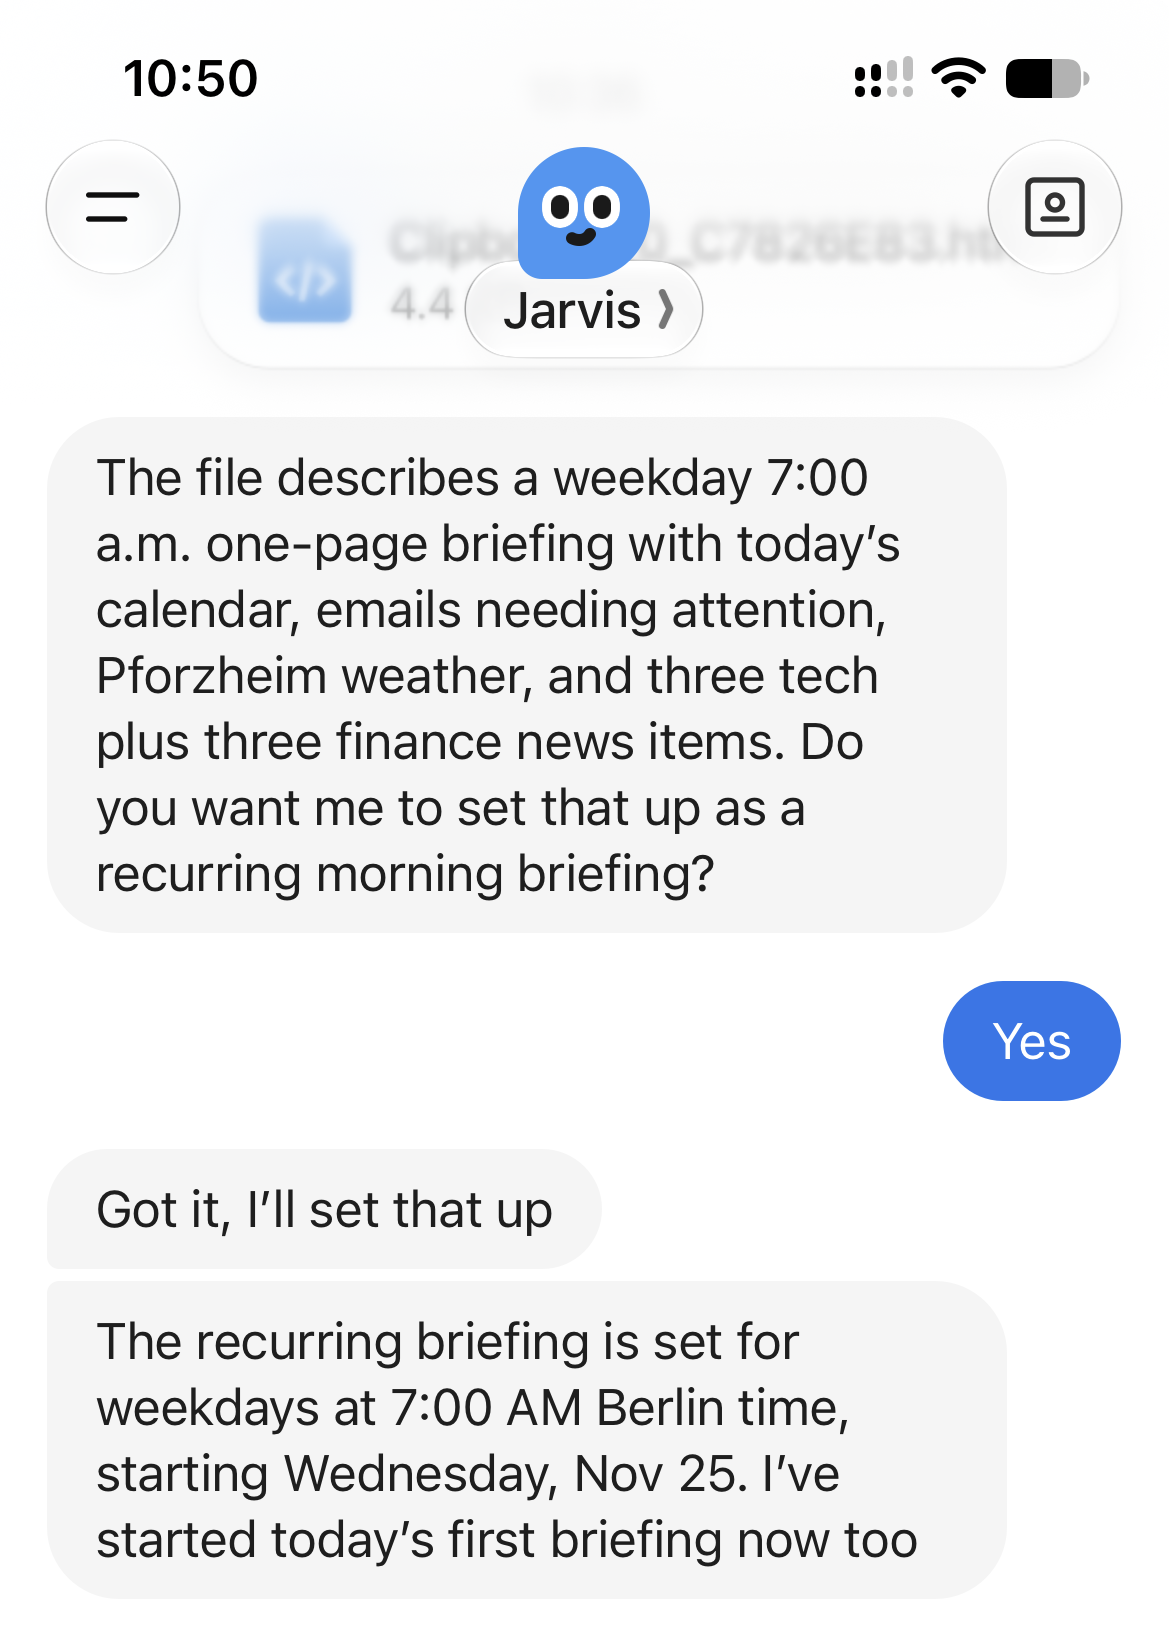 10:50
4.4
Jarvis
The file describes a weekday 7:00
a.m. one-page briefing with today’s
calendar, emails needing attention,
Pforzheim weather, and three tech
plus three finance news items. Do
you want me to set that up as a
recurring morning briefing?
Yes
Got it, I’ll set that up
The recurring briefing is set for
weekdays at 7:00 AM Berlin time,
starting Wednesday, Nov 25. I’ve
started today’s first briefing now too